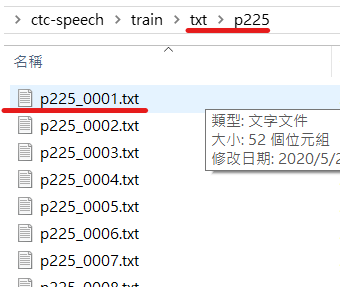 ctc-speech > train > txt > p225
名稱
p225_0001.txt
類型: 文字文件
p225_0002.txt
大小: 52 個位元組
p225_0003.txt
修改日期: 2020/5/2
p225_0004.txt
p225_0005.txt
p225_0006.txt
p225_0007.txt
p225_0008.txt